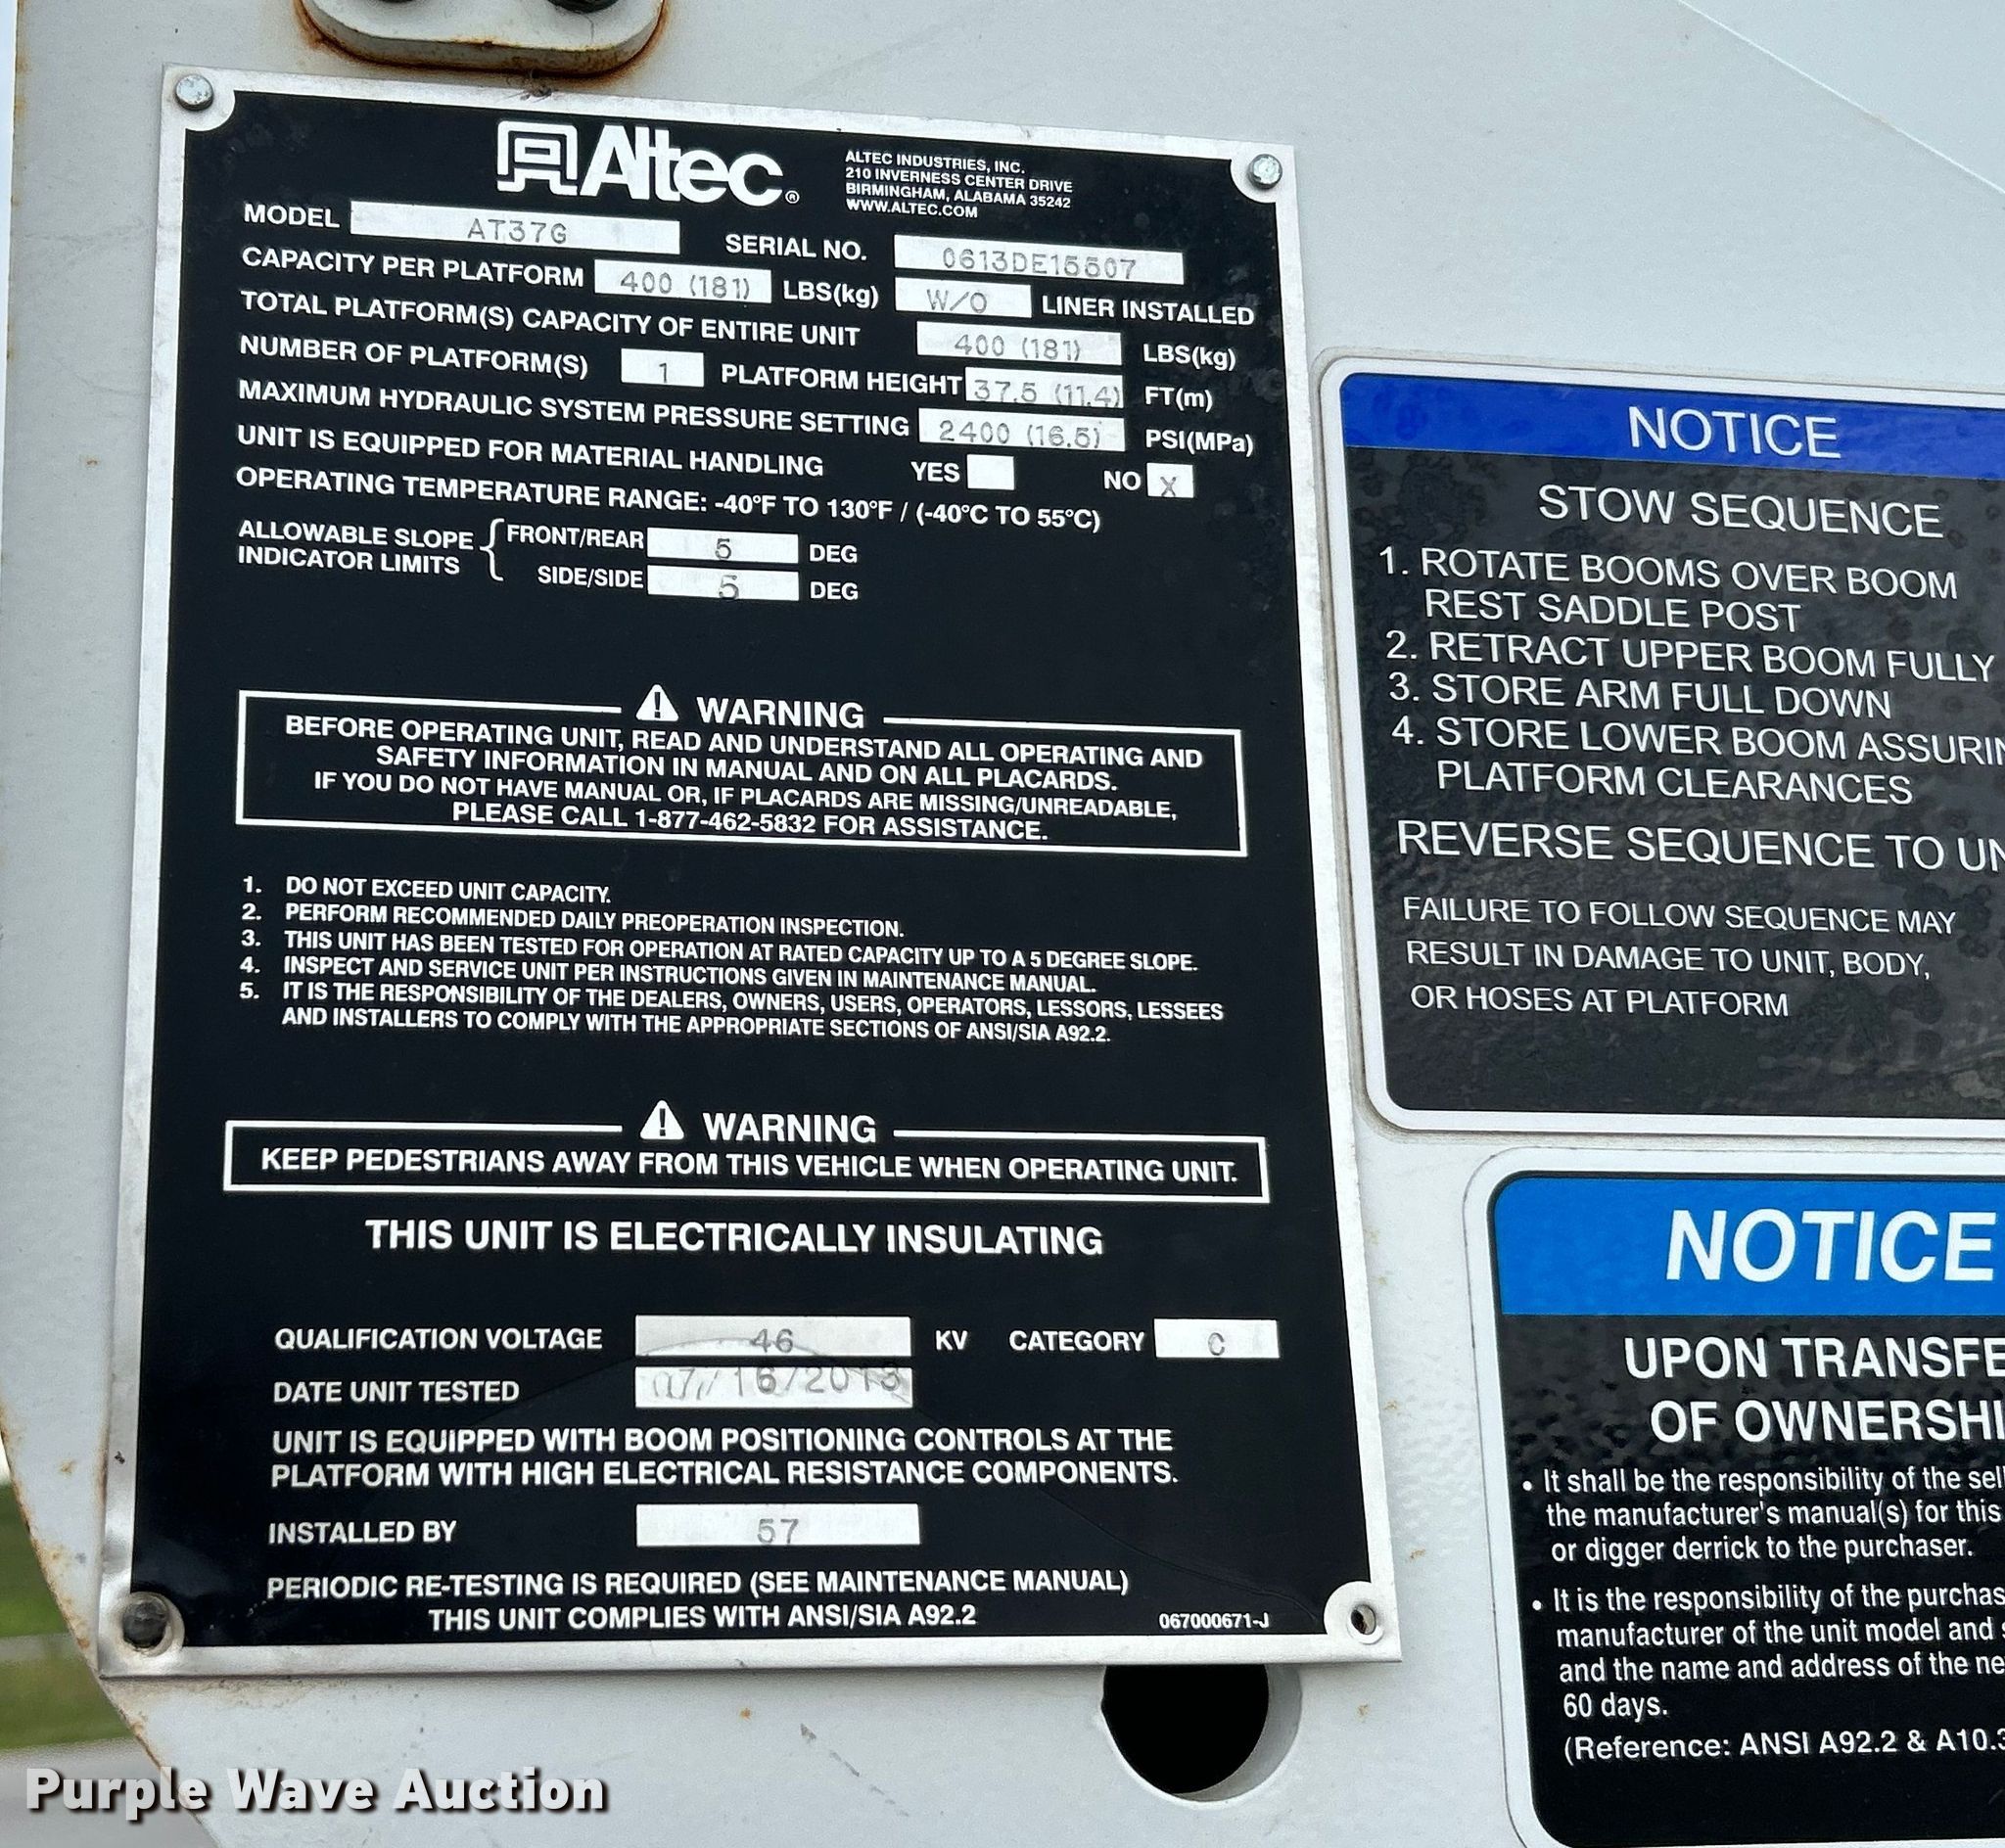 Altec®
ALTEC INDUSTRIES, INC.
210 INVERNESS CENTER DRIVE
BIRMINGHAM, ALABAMA 35242
WWW.ALTEC.COM
MODEL AT37G SERIAL NO. 0613DE15507
CAPACITY PER PLATFORM 400 (181) LBS(kg) W/O LINER INSTALLED
TOTAL PLATFORM(S) CAPACITY OF ENTIRE UNIT 400 (181) LBS(kg)
NUMBER OF PLATFORM(S) 1 PLATFORM HEIGHT 37.5 (11.4) FT(m)
MAXIMUM HYDRAULIC SYSTEM PRESSURE SETTING 2400 (16.5) PSI(MPa)
UNIT IS EQUIPPED FOR MATERIAL HANDLING YES NO X
OPERATING TEMPERATURE RANGE: -40°F TO 130°F / (-40°C TO 55°C)
ALLOWABLE SLOPE INDICATOR LIMITS { FRONT/REAR 5 DEG
SIDE/SIDE 5 DEG
WARNING
BEFORE OPERATING UNIT, READ AND UNDERSTAND ALL OPERATING AND
SAFETY INFORMATION IN MANUAL AND ON ALL PLACARDS.
IF YOU DO NOT HAVE MANUAL OR, IF PLACARDS ARE MISSING/UNREADABLE,
PLEASE CALL 1-877-462-5832 FOR ASSISTANCE.
1. DO NOT EXCEED UNIT CAPACITY.
2. PERFORM RECOMMENDED DAILY PREOPERATION INSPECTION.
3. THIS UNIT HAS BEEN TESTED FOR OPERATION AT RATED CAPACITY UP TO A 5 DEGREE SLOPE.
4. INSPECT AND SERVICE UNIT PER INSTRUCTIONS GIVEN IN MAINTENANCE MANUAL.
5. IT IS THE RESPONSIBILITY OF THE DEALERS, OWNERS, USERS, OPERATORS, LESSORS, LESSEES
AND INSTALLERS TO COMPLY WITH THE APPROPRIATE SECTIONS OF ANSI/SIA A92.2.
WARNING
KEEP PEDESTRIANS AWAY FROM THIS VEHICLE WHEN OPERATING UNIT.
THIS UNIT IS ELECTRICALLY INSULATING
QUALIFICATION VOLTAGE 46 KV CATEGORY C
DATE UNIT TESTED 07/16/2013
UNIT IS EQUIPPED WITH BOOM POSITIONING CONTROLS AT THE
PLATFORM WITH HIGH ELECTRICAL RESISTANCE COMPONENTS.
INSTALLED BY 57
PERIODIC RE-TESTING IS REQUIRED (SEE MAINTENANCE MANUAL)
THIS UNIT COMPLIES WITH ANSI/SIA A92.2
067000671-J
NOTICE
STOW SEQUENCE
1. ROTATE BOOMS OVER BOOM
REST SADDLE POST
2. RETRACT UPPER BOOM FULLY
3. STORE ARM FULL DOWN
4. STORE LOWER BOOM ASSURIN
PLATFORM CLEARANCES
REVERSE SEQUENCE TO UN
FAILURE TO FOLLOW SEQUENCE MAY
RESULT IN DAMAGE TO UNIT, BODY,
OR HOSES AT PLATFORM
NOTICE
UPON TRANSFE
OF OWNERSHI
• It shall be the responsibility of the sell
the manufacturer's manual(s) for this
or digger derrick to the purchaser.
• It is the responsibility of the purchas
manufacturer of the unit model and s
and the name and address of the ne
60 days.
(Reference: ANSI A92.2 & A10.3
Purple Wave Auction